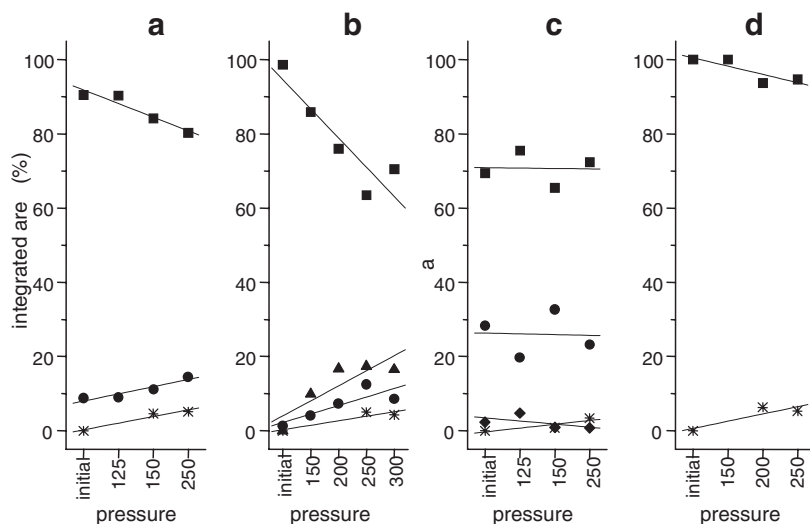 a b c d
100 100 100 100
80 80 80 80
60 60 60 60
40 40 40 40
20 20 20 20
0 0 0 0
integrated are (%)
a
initial 125 150 250
initial 150 200 250 300
initial 125 150 250
initial 150 200 250
pressure pressure pressure pressure